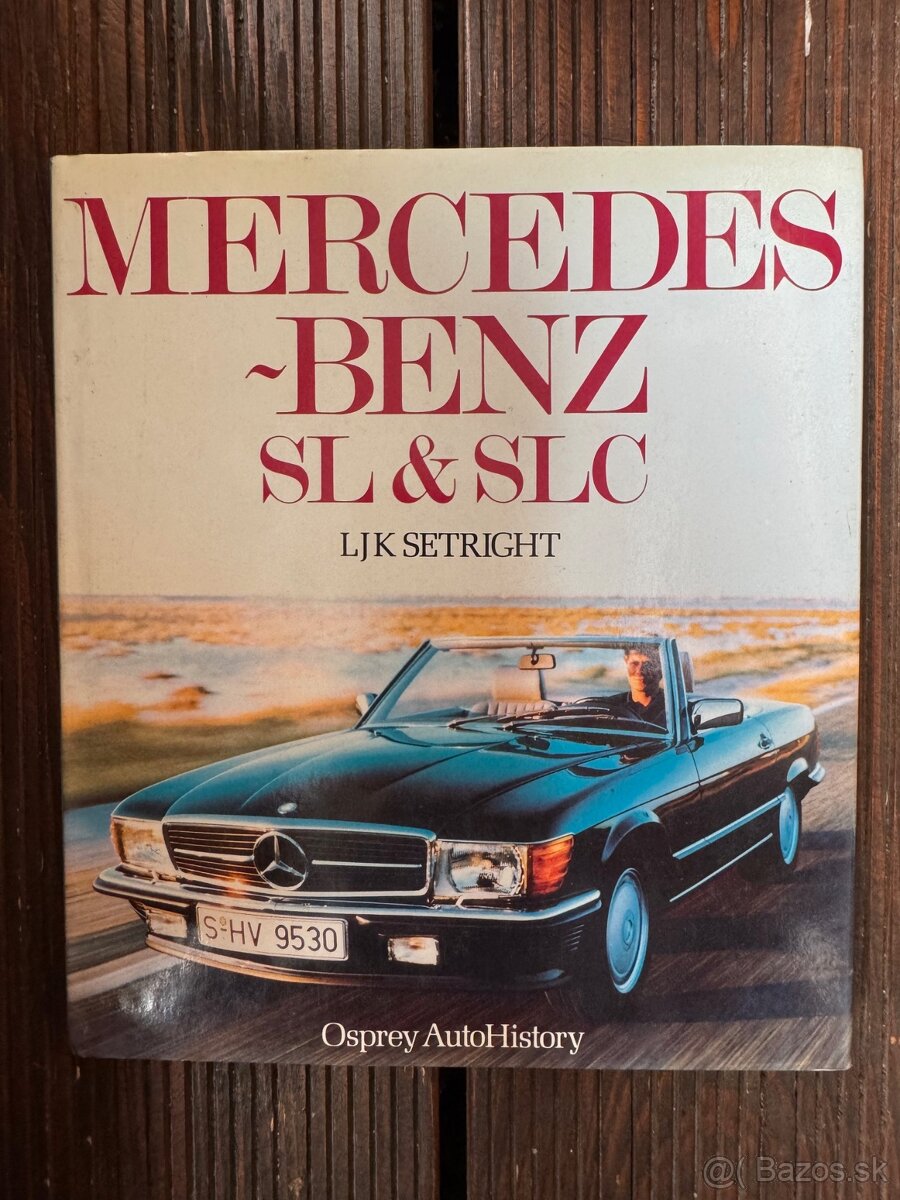 MERCEDES
~BENZ
SL & SLC
LJK SETRIGHT
S-HV 9530
Osprey AutoHistory
@( Bazos.sk